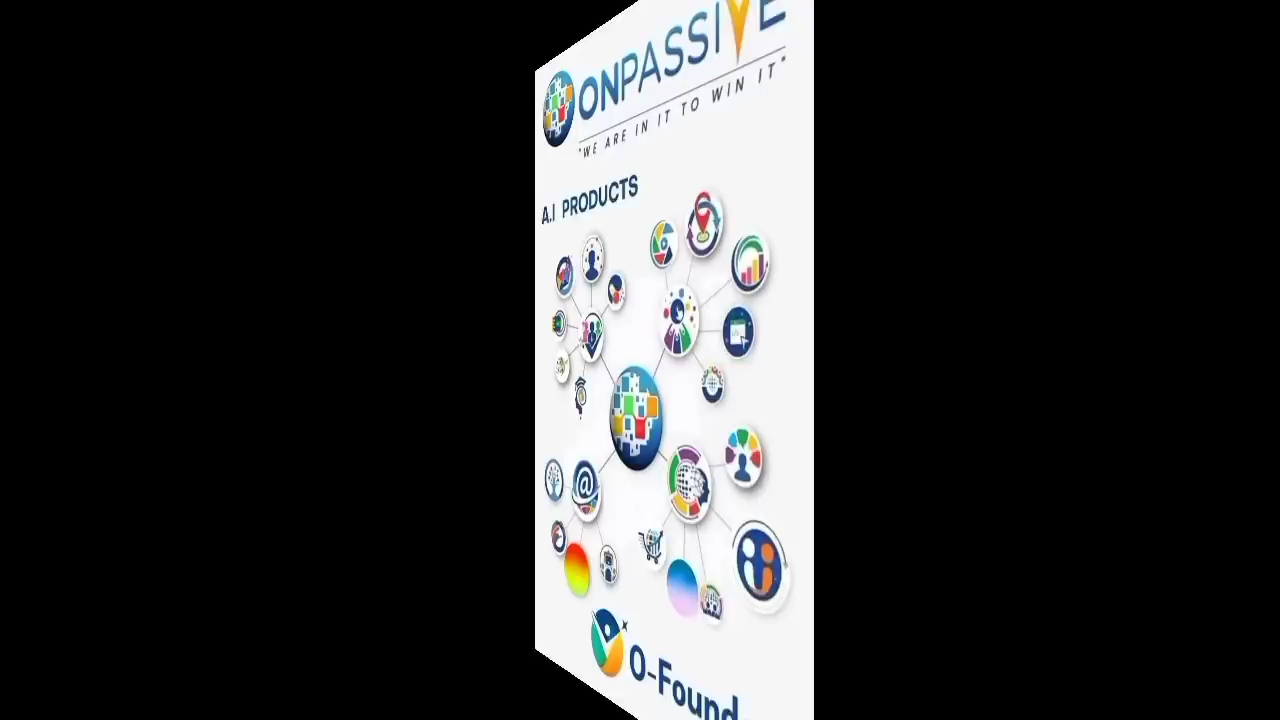 ONPASSIVE
"WE ARE IN IT TO WIN IT"
A.I PRODUCTS
@
O-Found